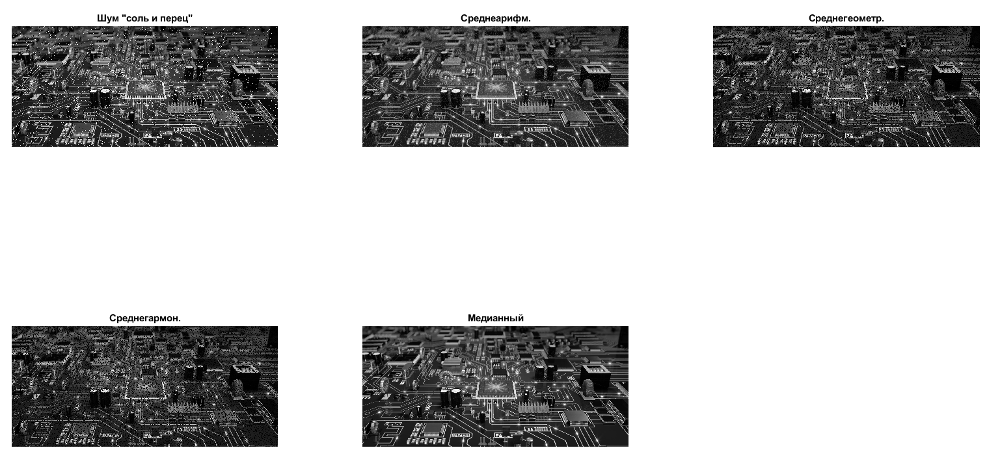 Шум "соль и перец"
Среднеарифм.
Среднегеометр.
Среднегармон.
Медианный